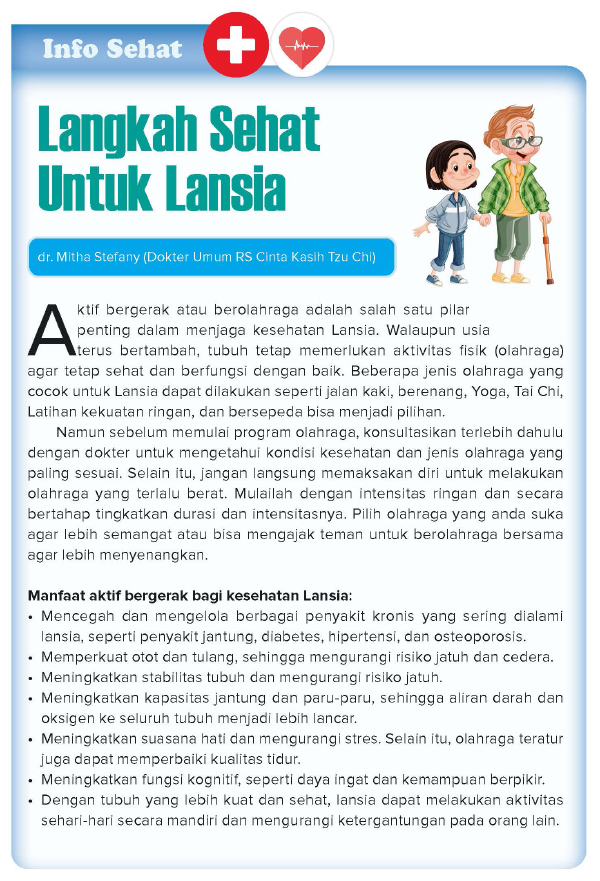 Info Sehat
Langkah Sehat
Untuk Lansia
dr. Mitha Stefany (Dokter Umum RS Cinta Kasih Tzu Chi)
Aktif bergerak atau berolahraga adalah salah satu pilar
penting dalam menjaga kesehatan Lansia. Walaupun usia
terus bertambah, tubuh tetap memerlukan aktivitas fisik (olahraga)
agar tetap sehat dan berfungsi dengan baik. Beberapa jenis olahraga yang
cocok untuk Lansia dapat dilakukan seperti jalan kaki, berenang, Yoga, Tai Chi,
Latihan kekuatan ringan, dan bersepeda bisa menjadi pilihan.
Namun sebelum memulai program olahraga, konsultasikan terlebih dahulu
dengan dokter untuk mengetahui kondisi kesehatan dan jenis olahraga yang
paling sesuai. Selain itu, jangan langsung memaksakan diri untuk melakukan
olahraga yang terlalu berat. Mulailah dengan intensitas ringan dan secara
bertahap tingkatkan durasi dan intensitasnya. Pilih olahraga yang anda suka
agar lebih semangat atau bisa mengajak teman untuk berolahraga bersama
agar lebih menyenangkan.
Manfaat aktif bergerak bagi kesehatan Lansia:
• Mencegah dan mengelola berbagai penyakit kronis yang sering dialami
lansia, seperti penyakit jantung, diabetes, hipertensi, dan osteoporosis.
• Memperkuat otot dan tulang, sehingga mengurangi risiko jatuh dan cedera.
• Meningkatkan stabilitas tubuh dan mengurangi risiko jatuh.
• Meningkatkan kapasitas jantung dan paru-paru, sehingga aliran darah dan
oksigen ke seluruh tubuh menjadi lebih lancar.
• Meningkatkan suasana hati dan mengurangi stres. Selain itu, olahraga teratur
juga dapat memperbaiki kualitas tidur.
• Meningkatkan fungsi kognitif, seperti daya ingat dan kemampuan berpikir.
• Dengan tubuh yang lebih kuat dan sehat, lansia dapat melakukan aktivitas
sehari-hari secara mandiri dan mengurangi ketergantungan pada orang lain.